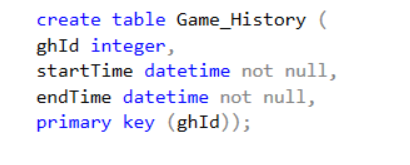 create table Game_History (
ghId integer,
startTime datetime not null,
endTime datetime not null,
primary key (ghId));